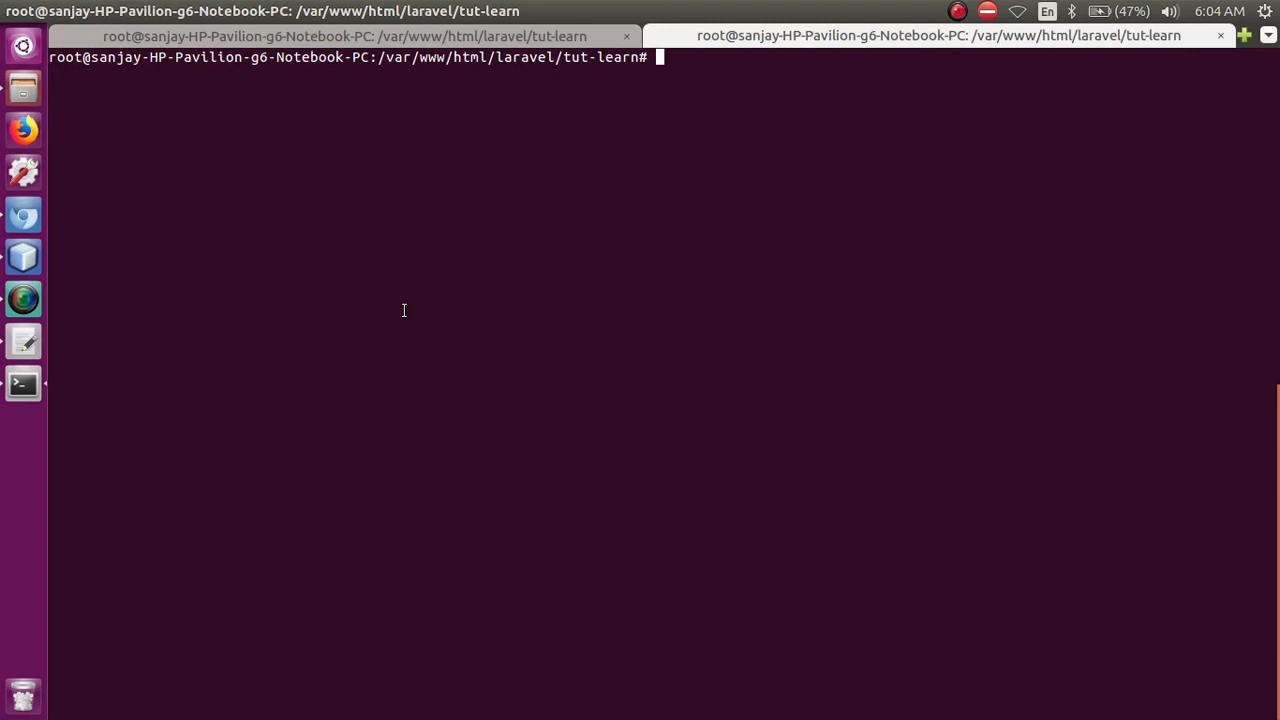 root@sanjay-HP-Pavilion-g6-Notebook-PC: /var/www/html/laravel/tut-learn
En
(47%)
6:04 AM
root@sanjay-HP-Pavilion-g6-Notebook-PC: /var/www/html/laravel/tut-learn ×
root@sanjay-HP-Pavilion-g6-Notebook-PC: /var/www/html/laravel/tut-learn ×
root@sanjay-HP-Pavilion-g6-Notebook-PC:/var/www/html/laravel/tut-learn#